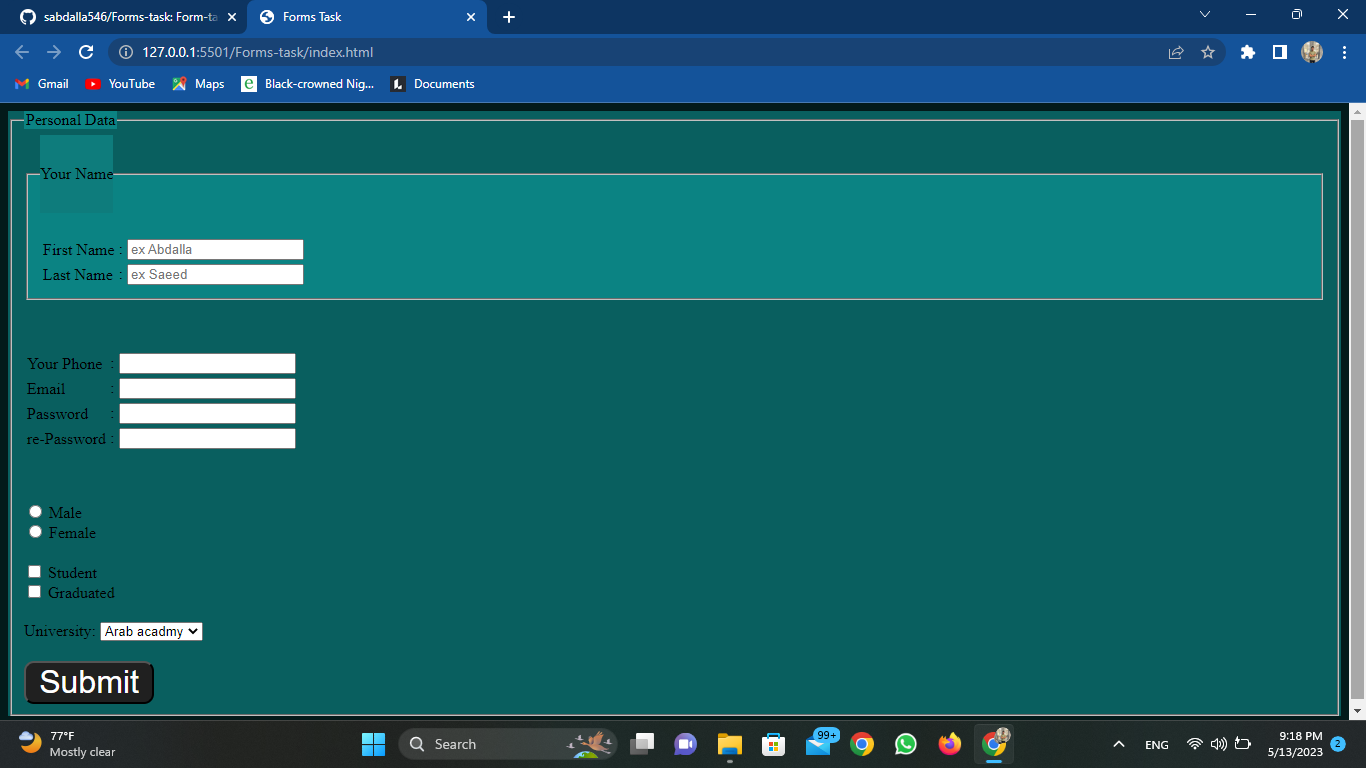 sabdalla546/Forms-task: Form-ta
Forms Task
127.0.0.1:5501/Forms-task/index.html
Gmail
YouTube
Maps
Black-crowned Nig...
Documents
Personal Data
Your Name
First Name : ex Abdalla
Last Name : ex Saeed
Your Phone :
Email :
Password :
re-Password :
Male
Female
Student
Graduated
University: Arab acadmy
Submit
77°F
Mostly clear
Search
99+
ENG
9:18 PM
5/13/2023
2